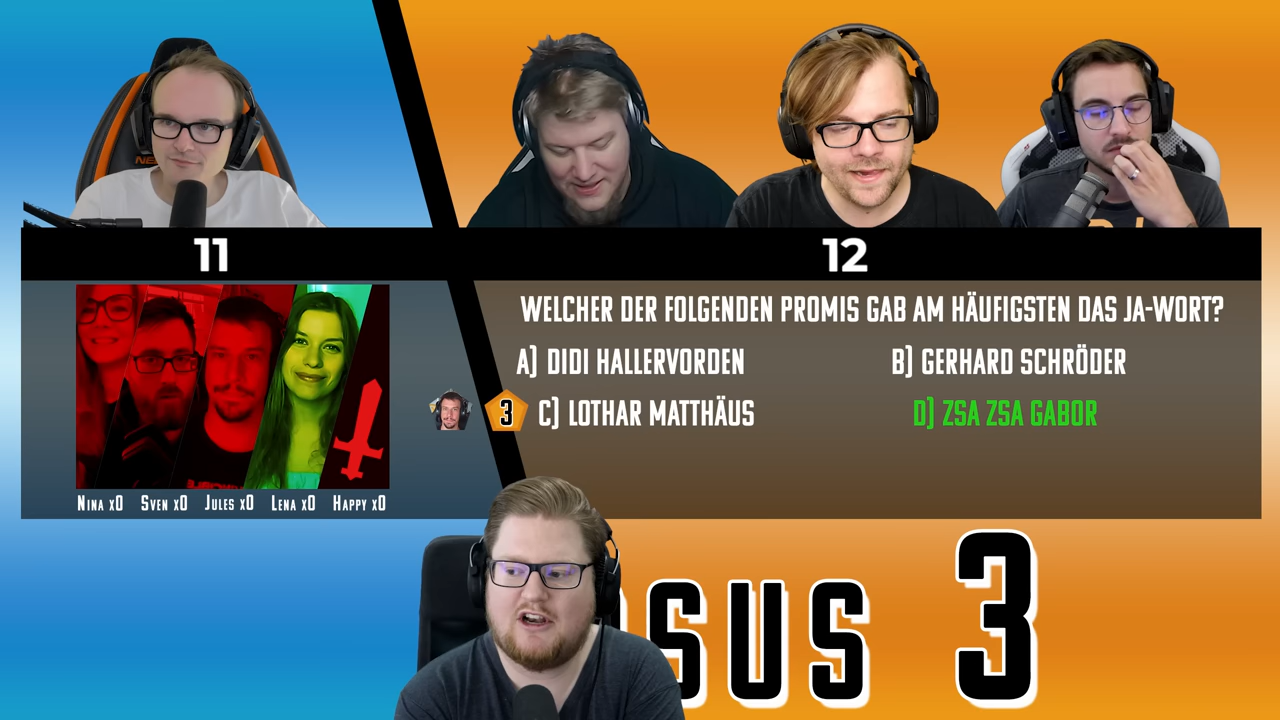 11
12
WELCHER DER FOLGENDEN PROMIS GAB AM HÄUFIGSTEN DAS JA-WORT?
A) DIDI HALLERVORDEN
B) GERHARD SCHRÖDER
3
C) LOTHAR MATTHÄUS
D) ZSA ZSA GABOR
NINA X0 SVEN X0 JULES X0 LENA X0 HAPPY X0
SUS 3